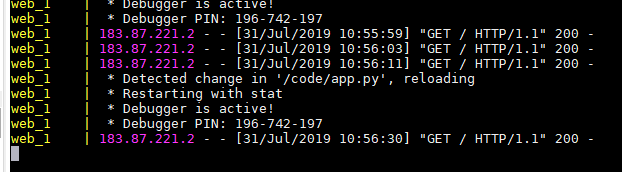 web_1 | * Debugger is active!
web_1 | * Debugger PIN: 196-742-197
web_1 | 183.87.221.2 - - [31/Jul/2019 10:55:59] "GET / HTTP/1.1" 200 -
web_1 | 183.87.221.2 - - [31/Jul/2019 10:56:03] "GET / HTTP/1.1" 200 -
web_1 | 183.87.221.2 - - [31/Jul/2019 10:56:11] "GET / HTTP/1.1" 200 -
web_1 | * Detected change in '/code/app.py', reloading
web_1 | * Restarting with stat
web_1 | * Debugger is active!
web_1 | * Debugger PIN: 196-742-197
web_1 | 183.87.221.2 - - [31/Jul/2019 10:56:30] "GET / HTTP/1.1" 200 -